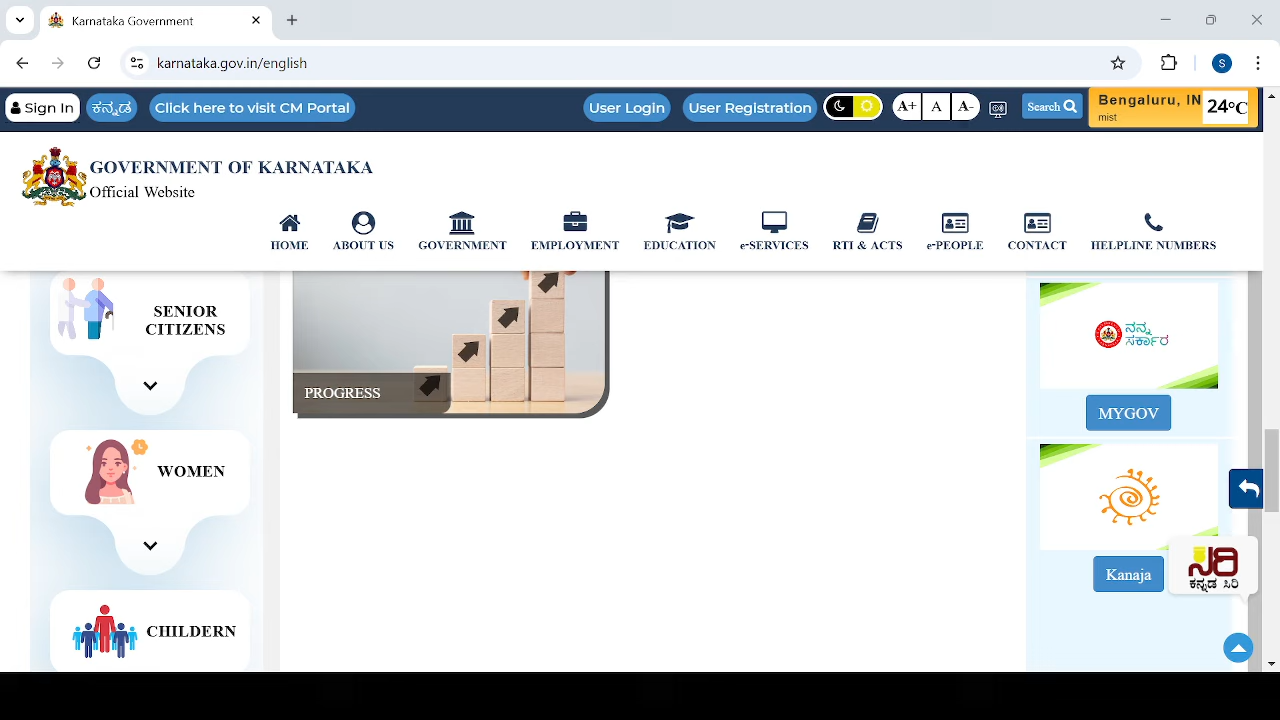 Karnataka Government
karnataka.gov.in/english
S
Sign In
ಕನ್ನಡ
Click here to visit CM Portal
User Login
User Registration
A+
A
A-
Search
Bengaluru, IN
mist
24°C
GOVERNMENT OF KARNATAKA
Official Website
HOME
ABOUT US
GOVERNMENT
EMPLOYMENT
EDUCATION
e-SERVICES
RTI & ACTS
e-PEOPLE
CONTACT
HELPLINE NUMBERS
SENIOR
CITIZENS
WOMEN
CHILDERN
PROGRESS
ನನ್ನ
ಸರ್ಕಾರ
MYGOV
Kanaja
ಕನ್ನಡ ಸಿರಿ